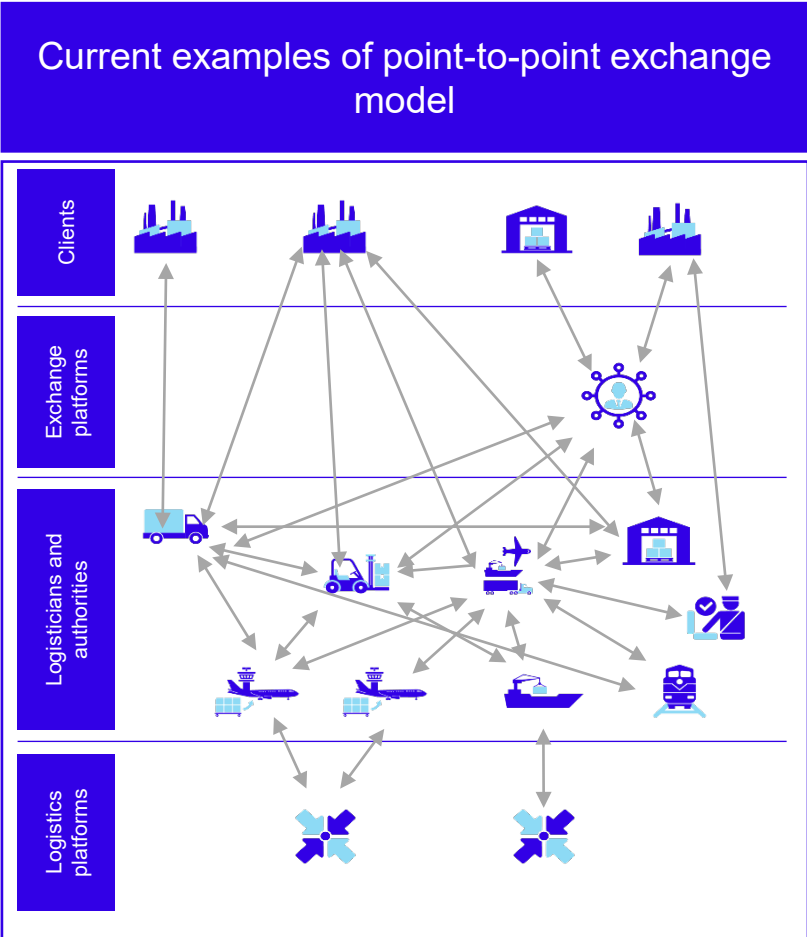 Current examples of point-to-point exchange
model
Clients
Exchange
platforms
Logisticians and
authorities
Logistics
platforms